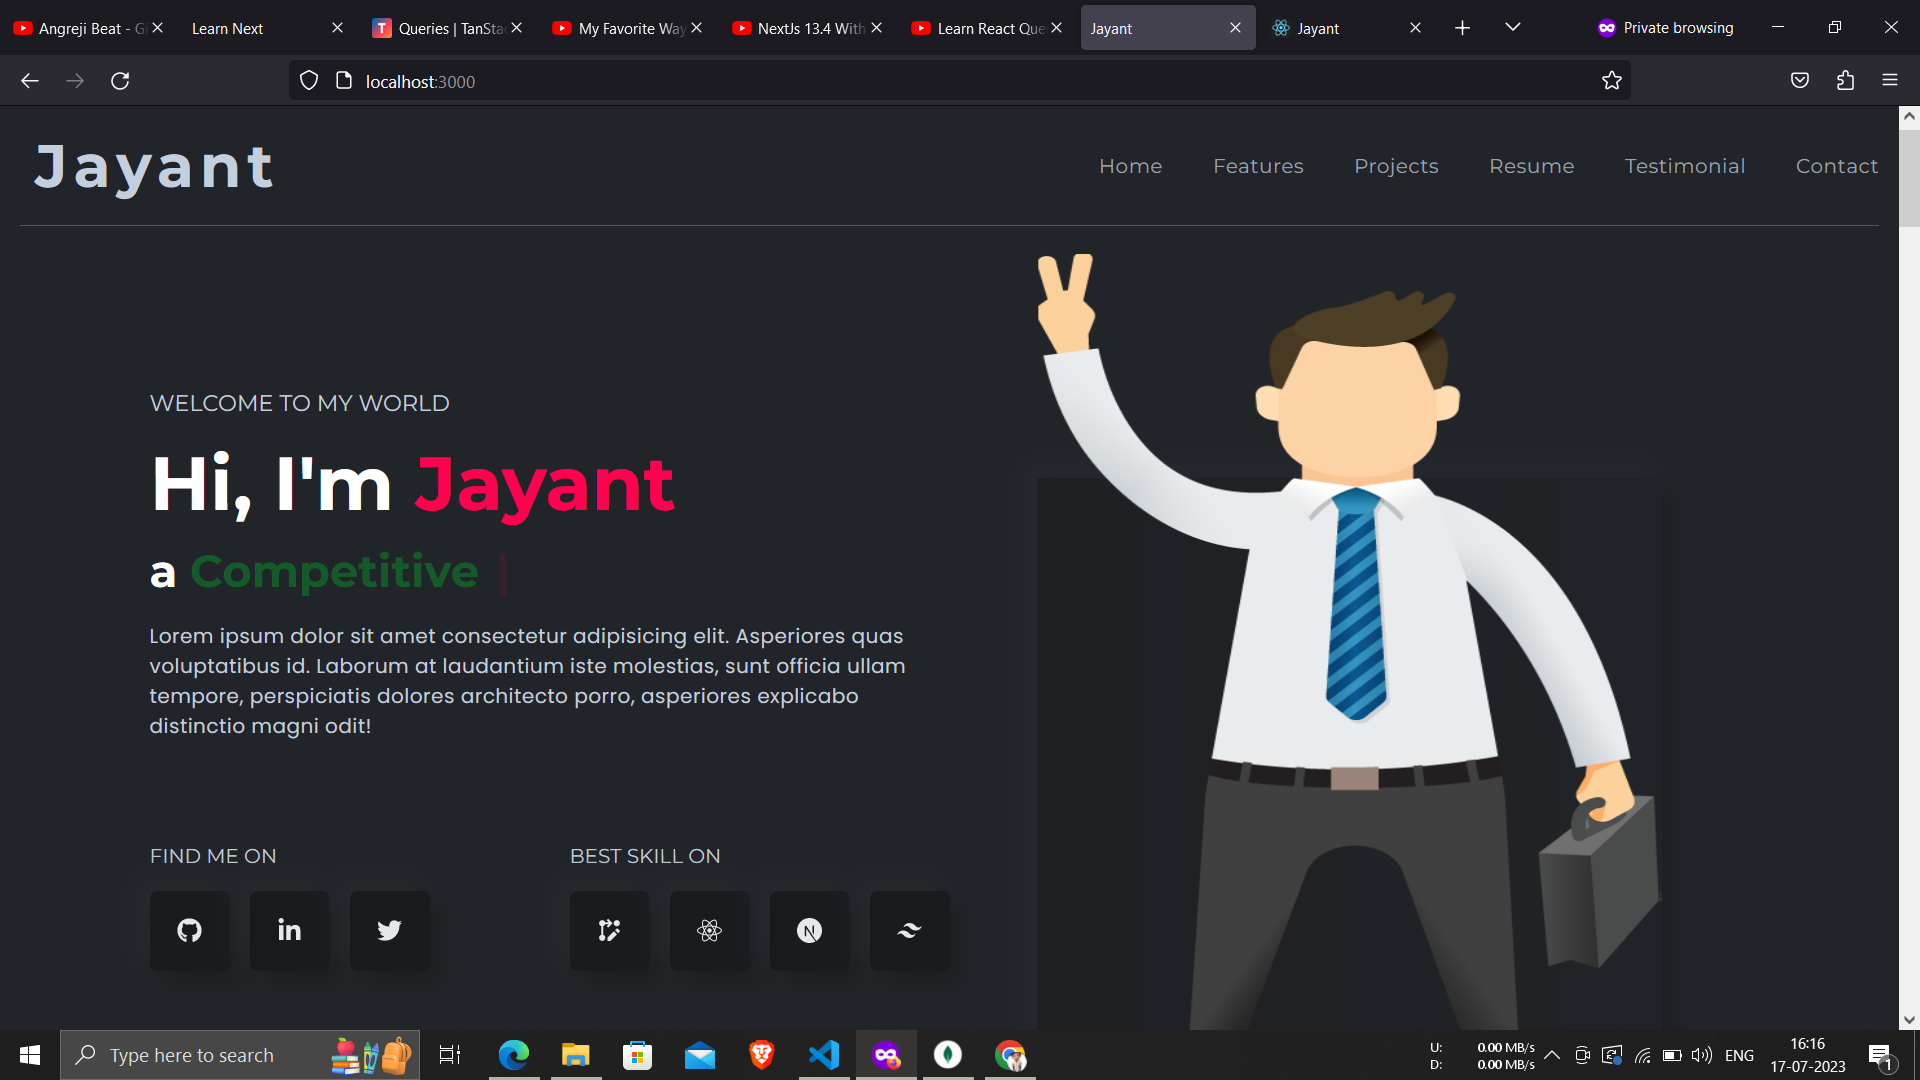 Angreji Beat - G
Learn Next
Queries | TanSta
My Favorite Way
NextJs 13.4 With
Learn React Que
Jayant
Jayant
Private browsing
localhost:3000
Jayant
Home
Features
Projects
Resume
Testimonial
Contact
WELCOME TO MY WORLD
Hi, I'm Jayant
a Competitive |
Lorem ipsum dolor sit amet consectetur adipisicing elit. Asperiores quas
voluptatibus id. Laborum at laudantium iste molestias, sunt officia ullam
tempore, perspiciatis dolores architecto porro, asperiores explicabo
distinctio magni odit!
FIND ME ON
BEST SKILL ON
in
N
Type here to search
U: 0.00 MB/s
D: 0.00 MB/s
ENG
16:16
17-07-2023
1